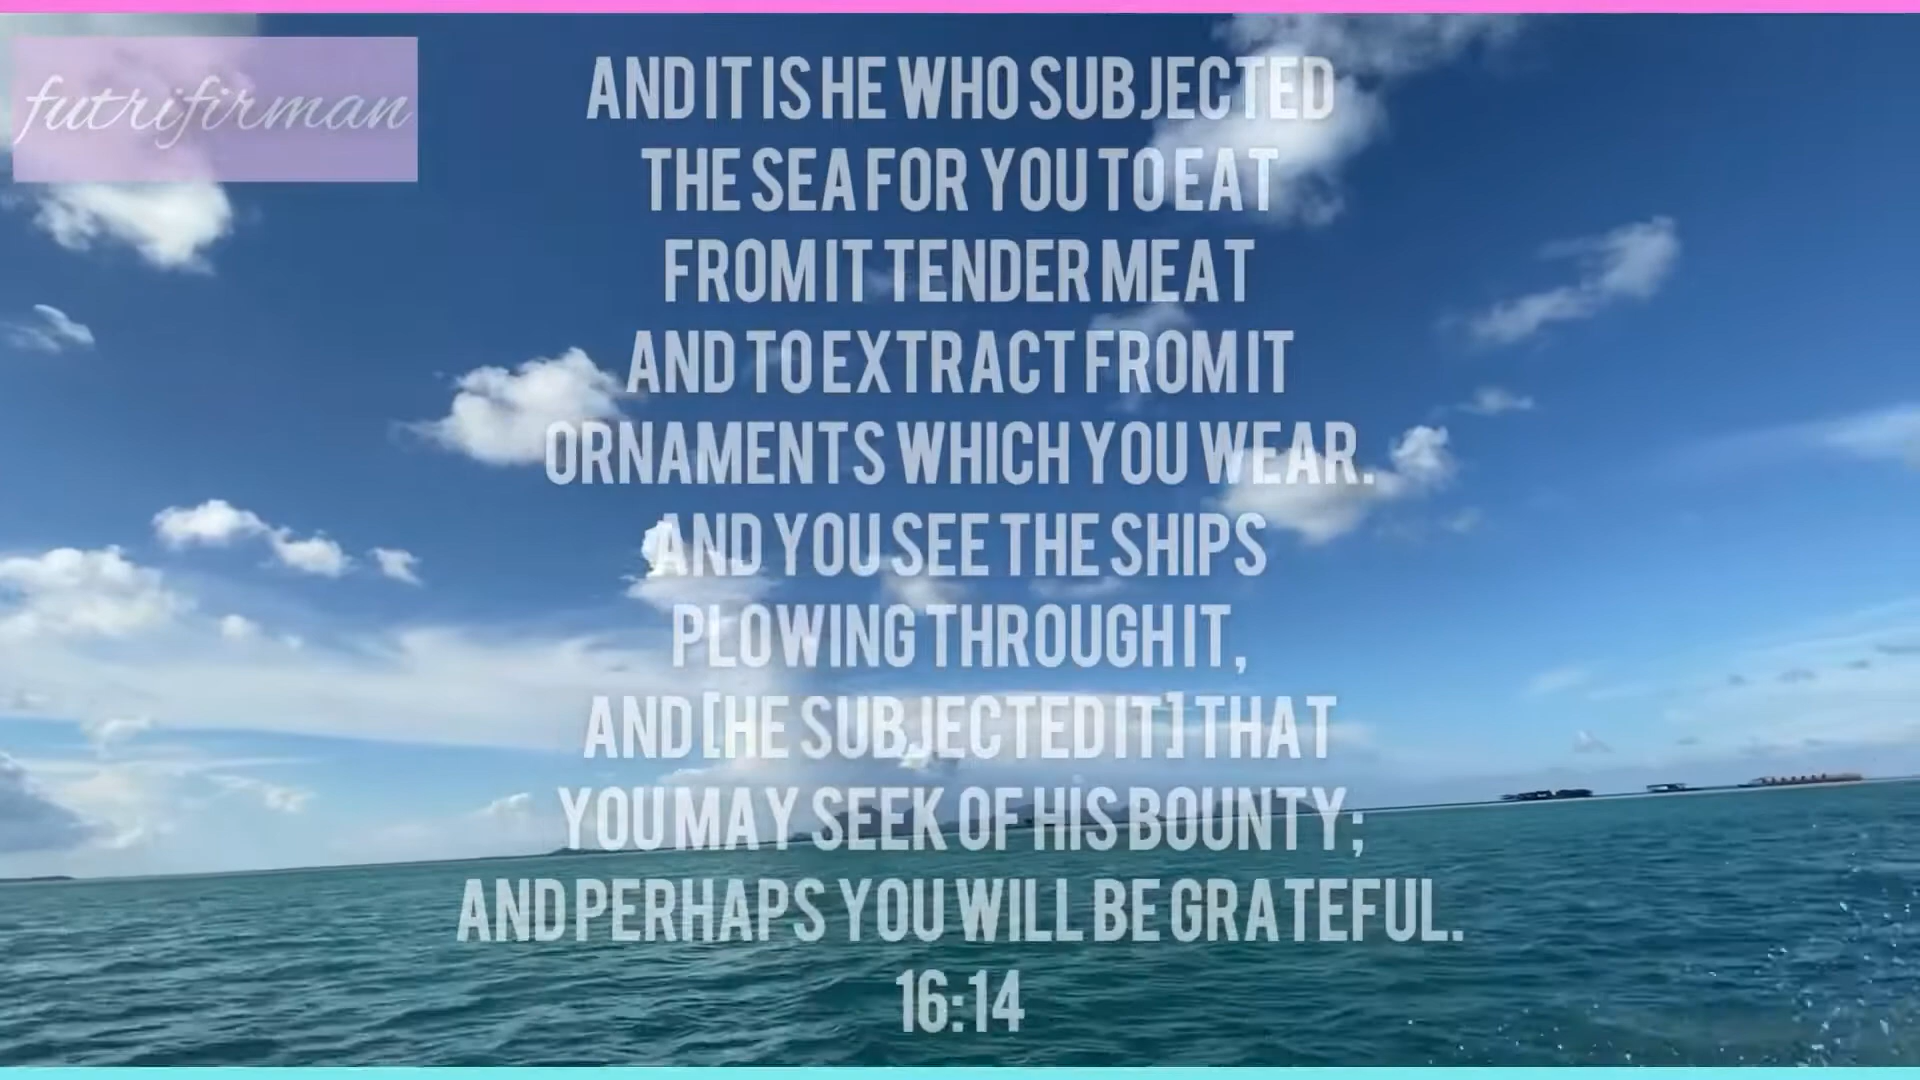 futrifirman
AND IT IS HE WHO SUBJECTED
THE SEA FOR YOU TO EAT
FROM IT TENDER MEAT
AND TO EXTRACT FROM IT
ORNAMENTS WHICH YOU WEAR.
AND YOU SEE THE SHIPS
PLOWING THROUGH IT,
AND [HE SUBJECTED IT] THAT
YOU MAY SEEK OF HIS BOUNTY;
AND PERHAPS YOU WILL BE GRATEFUL.
16:14